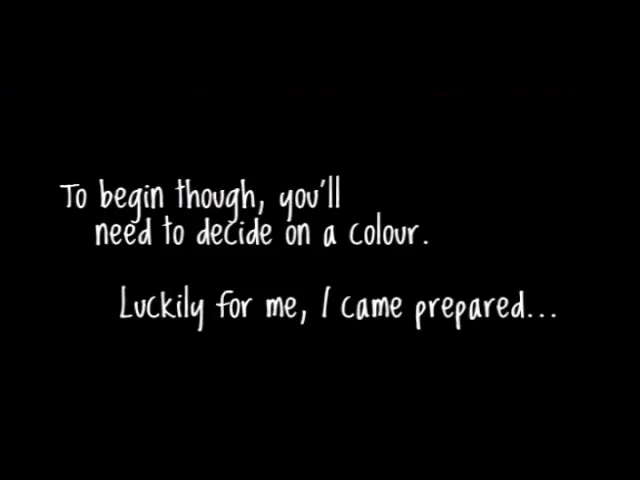 To begin though, you'll
need to decide on a colour.
Luckily for me, I came prepared...